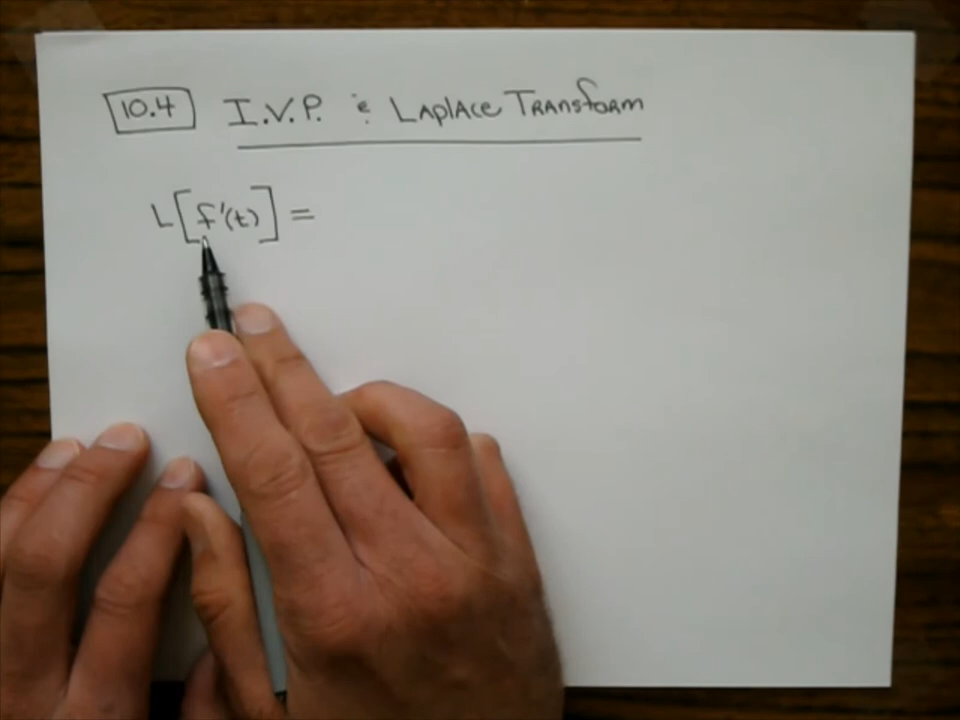 10.4 I.V.P. & Laplace Transform
L[f'(t)] =